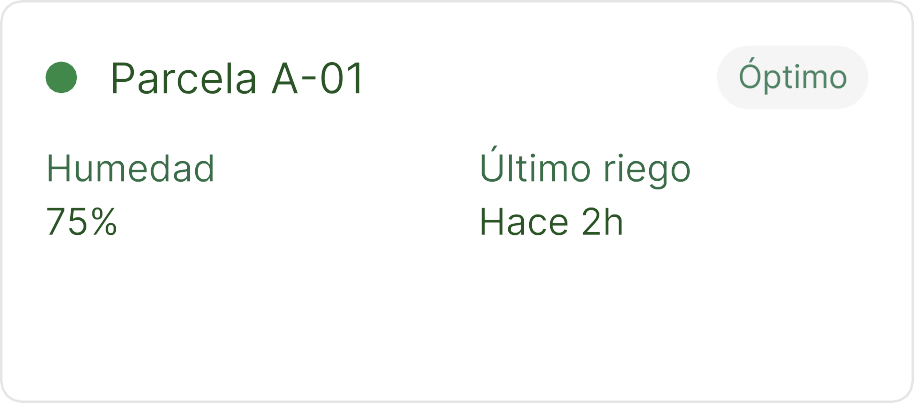 Parcela A-01
Óptimo
Humedad
Último riego
75%
Hace 2h